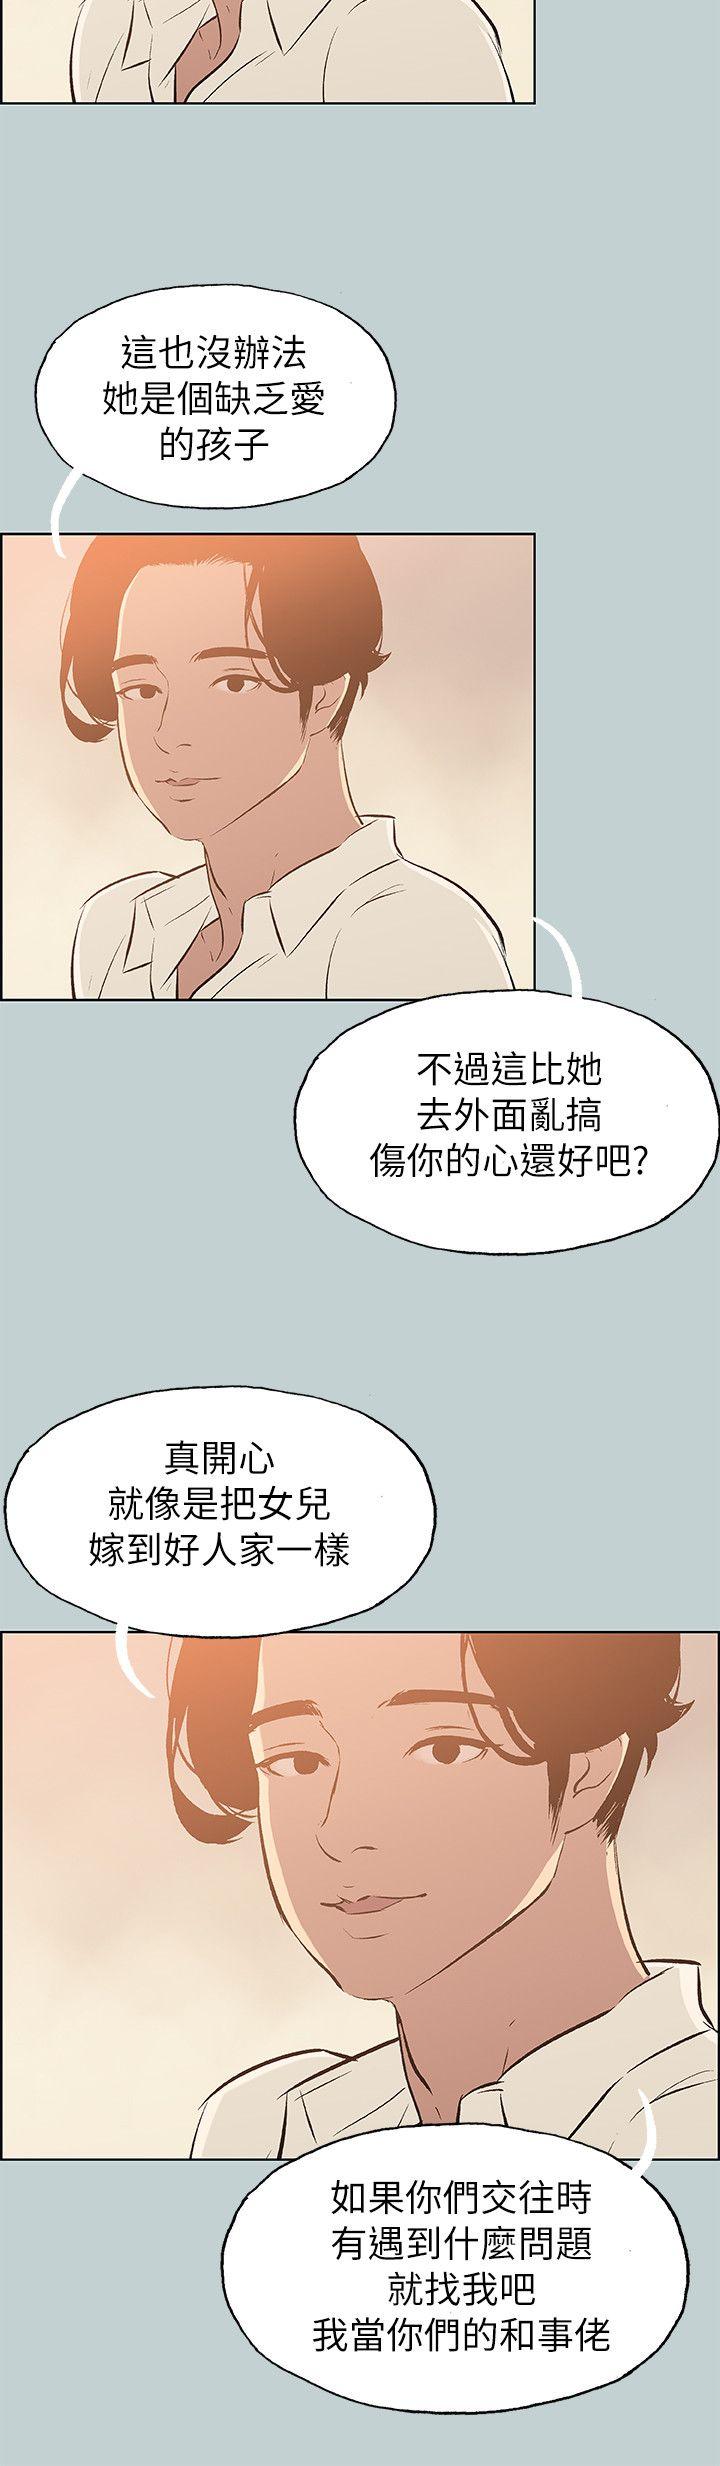 這也沒辦法
她是個缺乏愛
的孩子
不過這比她
去外面亂搞
傷你的心還好吧?
真開心
就像是把女兒
嫁到好人家一樣
如果你們交往時
有遇到什麼問題
就找我吧
我當你們的和事佬